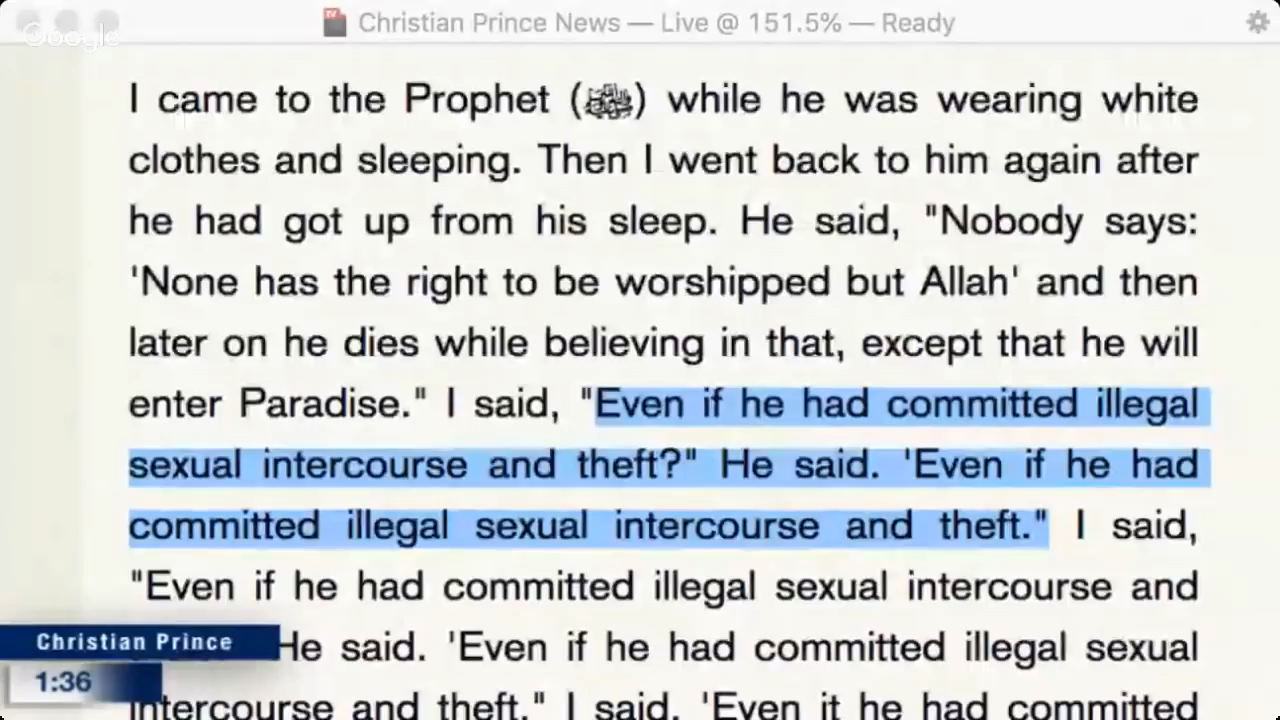 Christian Prince News — Live @ 151.5% — Ready
Google
I came to the Prophet (ﷺ) while he was wearing white
clothes and sleeping. Then I went back to him again after
he had got up from his sleep. He said, "Nobody says:
'None has the right to be worshipped but Allah' and then
later on he dies while believing in that, except that he will
enter Paradise." I said, "Even if he had committed illegal
sexual intercourse and theft?" He said. 'Even if he had
committed illegal sexual intercourse and theft." I said,
"Even if he had committed illegal sexual intercourse and
He said. 'Even if he had committed illegal sexual
Christian Prince
intercourse and theft." I said, 'Even it he had committed
1:36